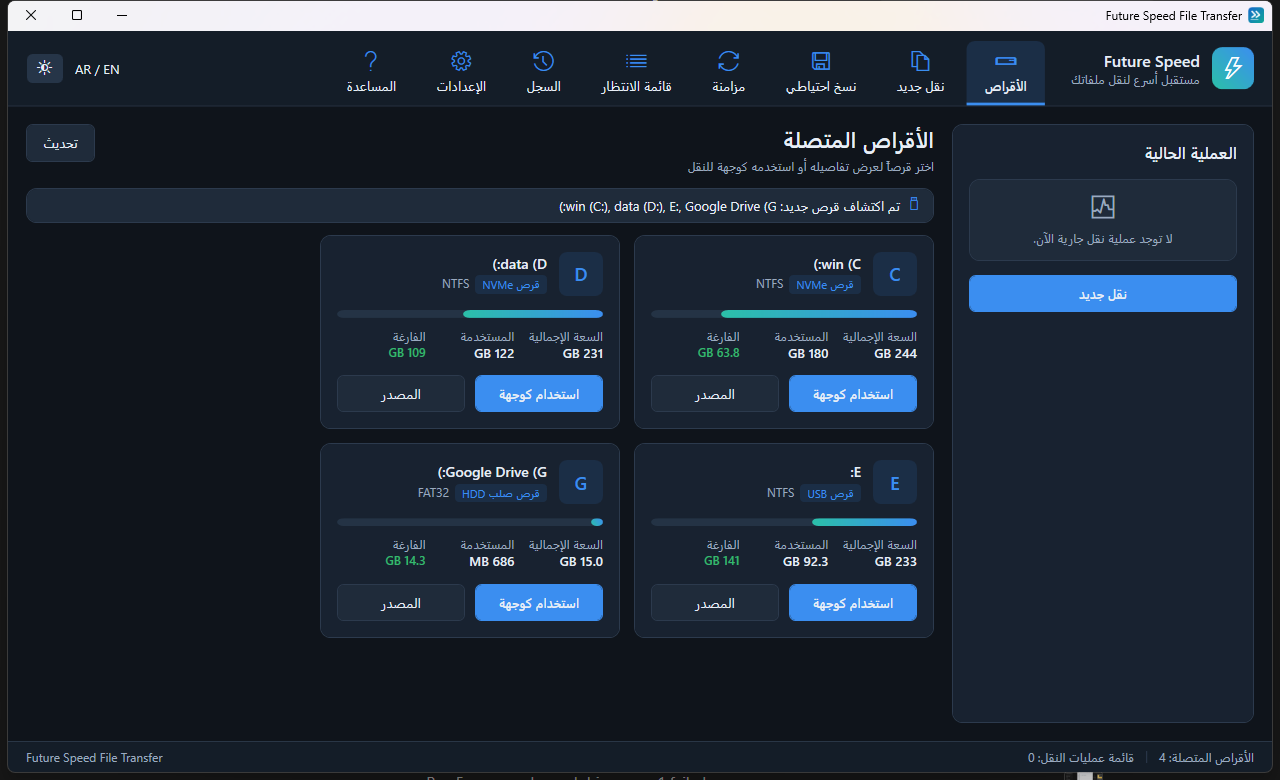 Future Speed File Transfer
Future Speed
مستقبل أسرع لنقل ملفاتك
الأقراص
نقل جديد
نسخ احتياطي
مزامنة
قائمة الانتظار
السجل
الإعدادات
المساعدة
AR / EN
العملية الحالية
لا توجد عملية نقل جارية الآن.
نقل جديد
الأقراص المتصلة
اختر قرصاً لعرض تفاصيله أو استخدمه كوجهة للنقل
تحديث
تم اكتشاف قرص جديد: win (C:), data (D:), E:, Google Drive (G:)
C
win (C:)
قرص NVMe NTFS
السعة الإجمالية المستخدمة الفارغة
244 GB 180 GB 63.8 GB
استخدام كوجهة
المصدر
D
data (D:)
قرص NVMe NTFS
السعة الإجمالية المستخدمة الفارغة
231 GB 122 GB 109 GB
استخدام كوجهة
المصدر
E
E:
قرص USB NTFS
السعة الإجمالية المستخدمة الفارغة
233 GB 92.3 GB 141 GB
استخدام كوجهة
المصدر
G
Google Drive (G:)
قرص صلب HDD FAT32
السعة الإجمالية المستخدمة الفارغة
15.0 GB 686 MB 14.3 GB
استخدام كوجهة
المصدر
الأقراص المتصلة: 4
قائمة عمليات النقل: 0
Future Speed File Transfer